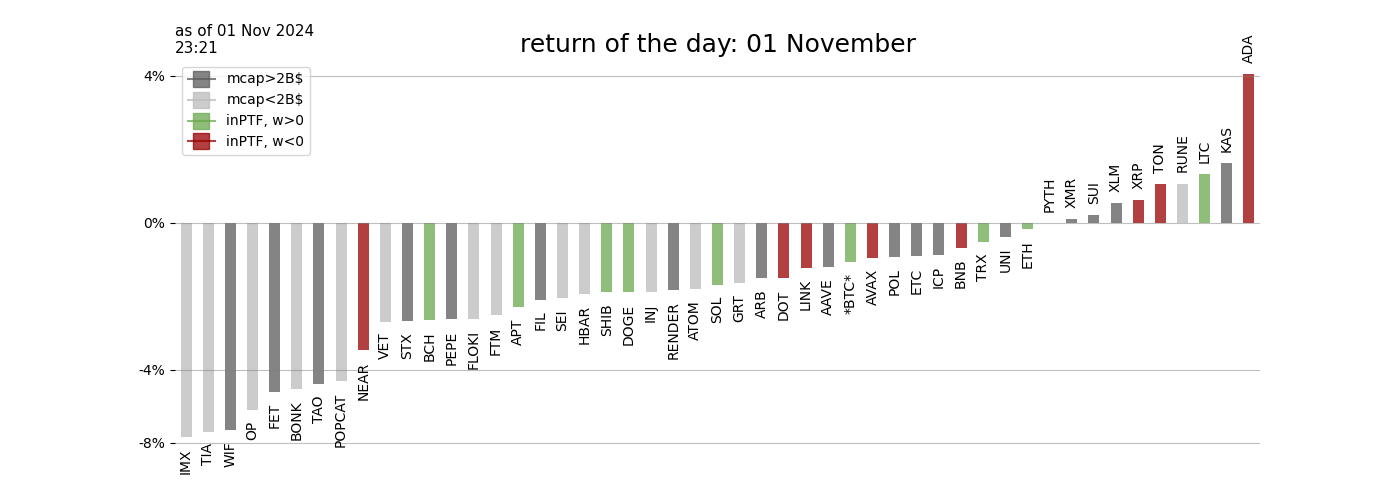 as of 01 Nov 2024
23:21
return of the day: 01 November
mcap>2B$
mcap<2B$
inPTF, w>0
inPTF, w<0
4%
0%
-4%
-8%
IMX
TIA
WIF
OP
FET
BONK
TAO
POPCAT
NEAR
VET
STX
BCH
PEPE
FLOKI
FTM
APT
FIL
SEI
HBAR
SHIB
DOGE
INJ
RENDER
ATOM
SOL
GRT
ARB
DOT
LINK
AAVE
*BTC*
AVAX
POL
ETC
ICP
BNB
TRX
UNI
ETH
PYTH
XMR
SUI
XLM
XRP
TON
RUNE
LTC
KAS
ADA